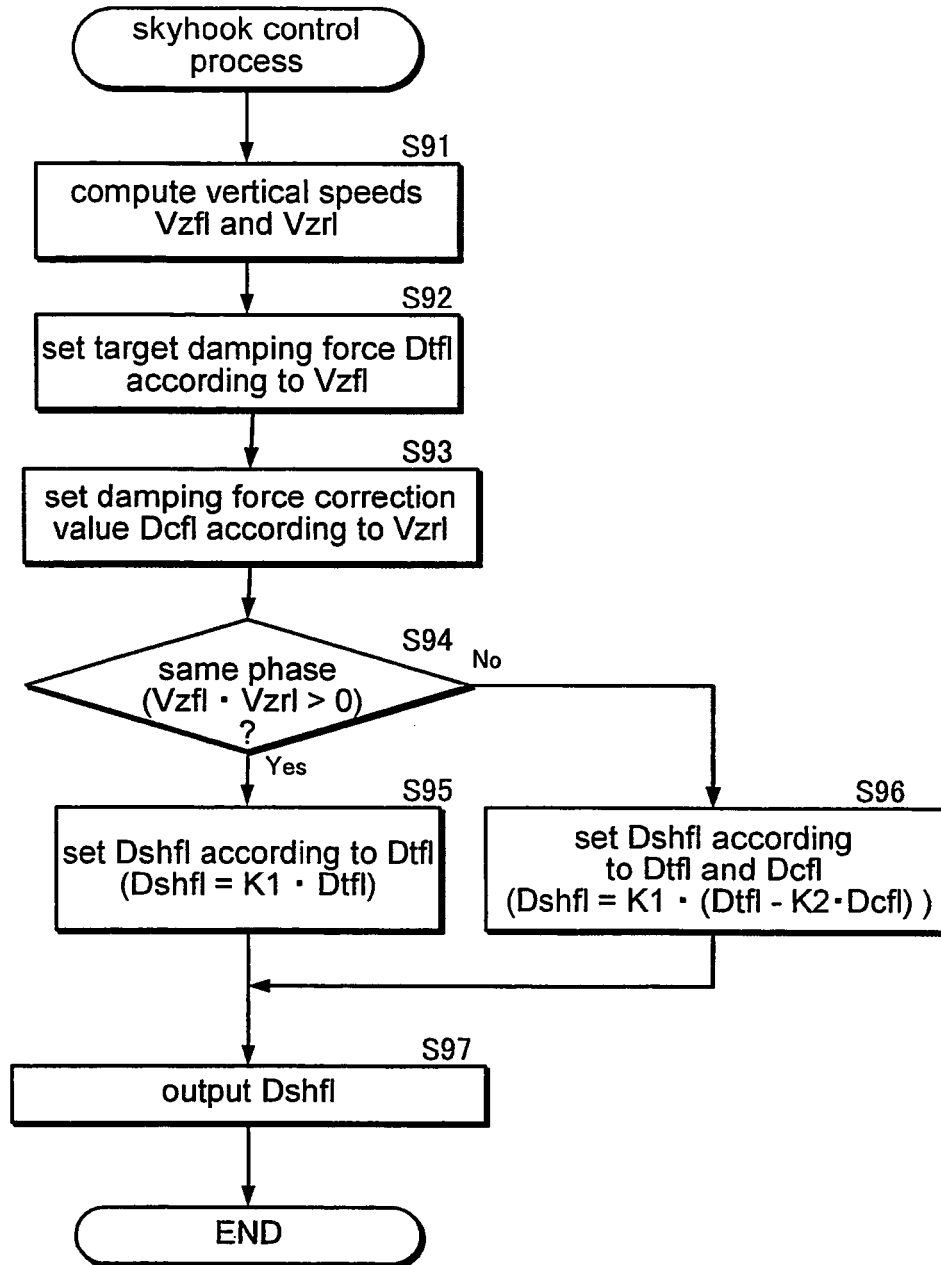 skyhook control
process
S91
compute vertical speeds
Vzfl and Vzrl
S92
set target damping force Dtfl
according to Vzfl
S93
set damping force correction
value Dcfl according to Vzrl
S94
same phase
(Vzfl · Vzrl > 0)
?
No
Yes
S95
set Dshfl according to Dtfl
(Dshfl = K1 · Dtfl)
S96
set Dshfl according
to Dtfl and Dcfl
(Dshfl = K1 · (Dtfl - K2·Dcfl) )
S97
output Dshfl
END